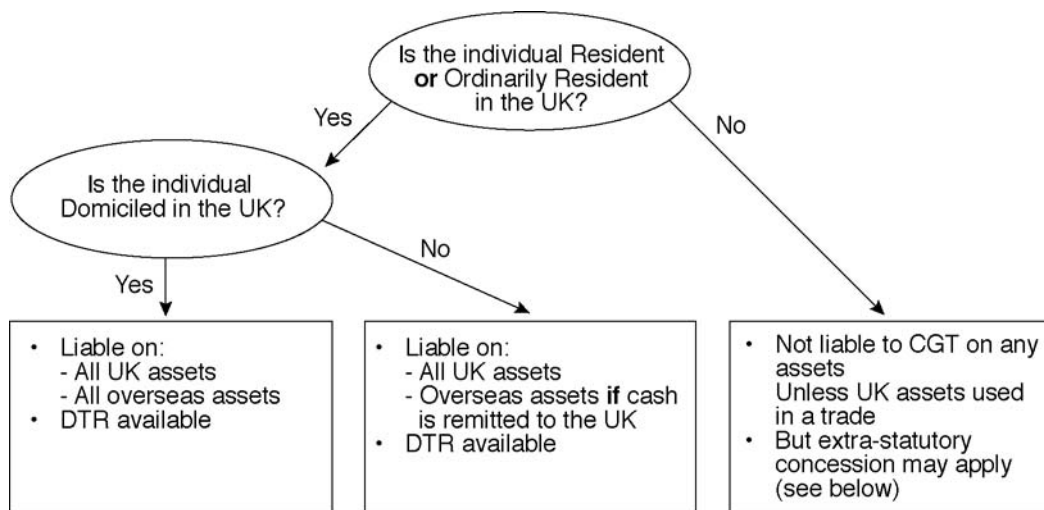 Is the individual Resident
or Ordinarily Resident
in the UK?
Yes
No
Is the individual
Domiciled in the UK?
Yes
No
• Liable on:
- All UK assets
- All overseas assets
• DTR available
• Liable on:
- All UK assets
- Overseas assets if cash
is remitted to the UK
• DTR available
• Not liable to CGT on any
assets
Unless UK assets used
in a trade
• But extra-statutory
concession may apply
(see below)